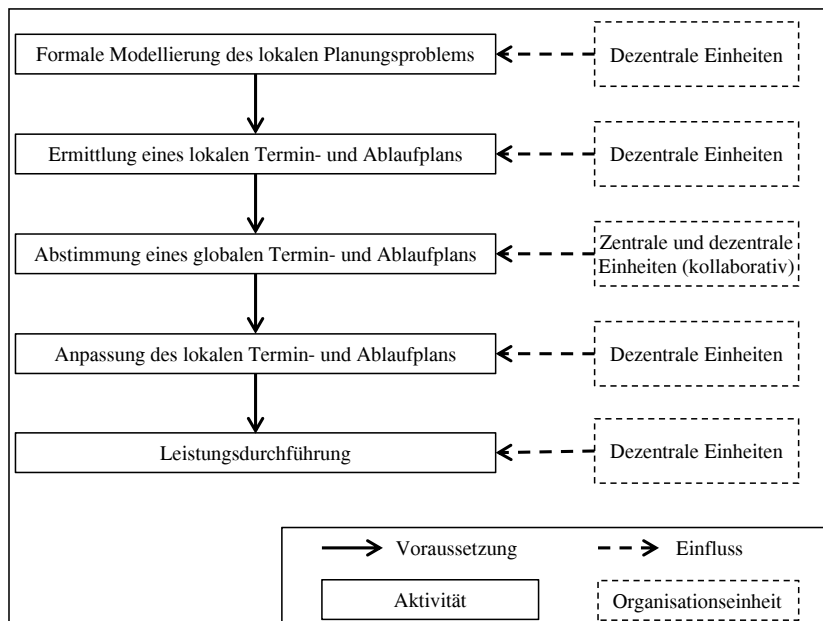 Formale Modellierung des lokalen Planungsproblems
Dezentrale Einheiten
Ermittlung eines lokalen Termin- und Ablaufplans
Dezentrale Einheiten
Abstimmung eines globalen Termin- und Ablaufplans
Zentrale und dezentrale
Einheiten (kollaborativ)
Anpassung des lokalen Termin- und Ablaufplans
Dezentrale Einheiten
Leistungsdurchführung
Dezentrale Einheiten
Voraussetzung
Einfluss
Aktivität
Organisationseinheit